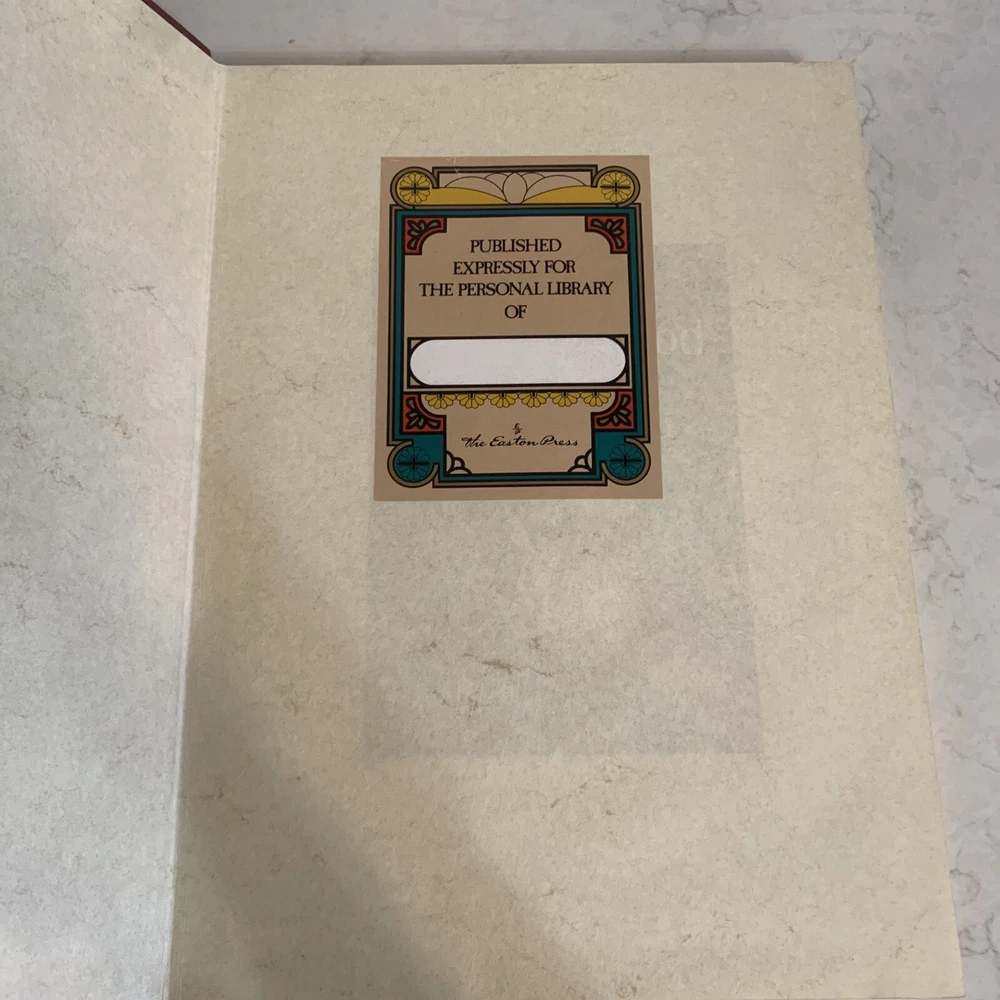 PUBLISHED
EXPRESSLY FOR
THE PERSONAL LIBRARY
OF
The Easton Press